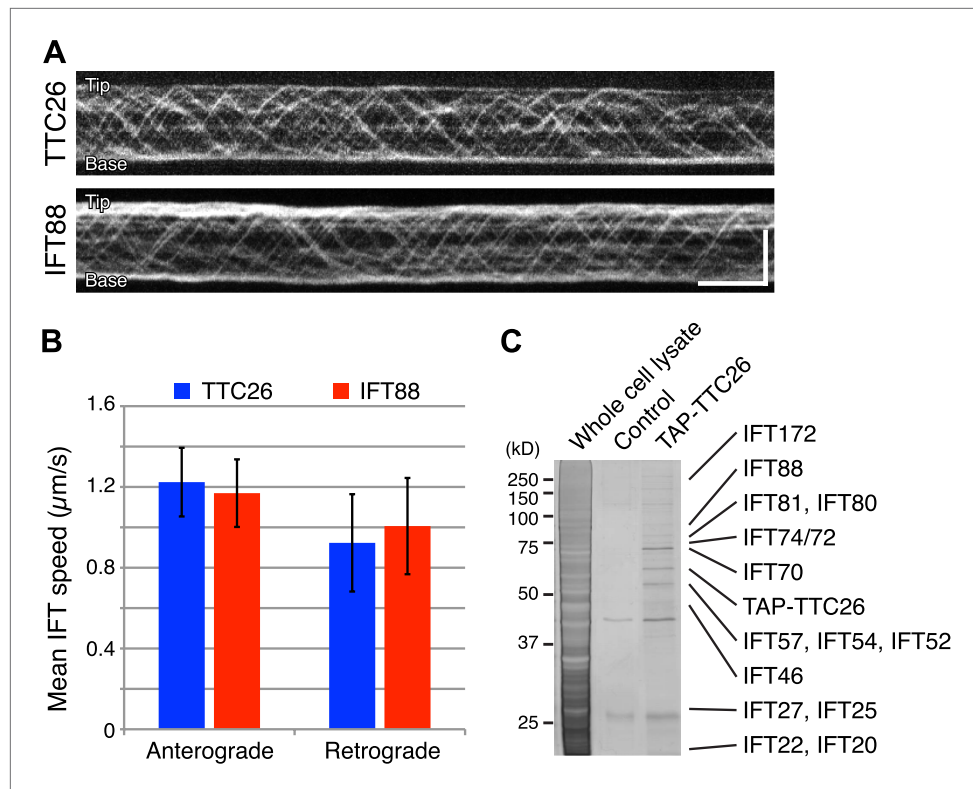 A
TTC26
Tip
Base
IFT88
Tip
Base
B
TTC26 IFT88
Mean IFT speed (µm/s)
1.6
1.2
0.8
0.4
0
Anterograde Retrograde
C
Whole cell lysate
Control
TAP-TTC26
(kD)
250
150
100
75
50
37
25
IFT172
IFT88
IFT81, IFT80
IFT74/72
IFT70
TAP-TTC26
IFT57, IFT54, IFT52
IFT46
IFT27, IFT25
IFT22, IFT20